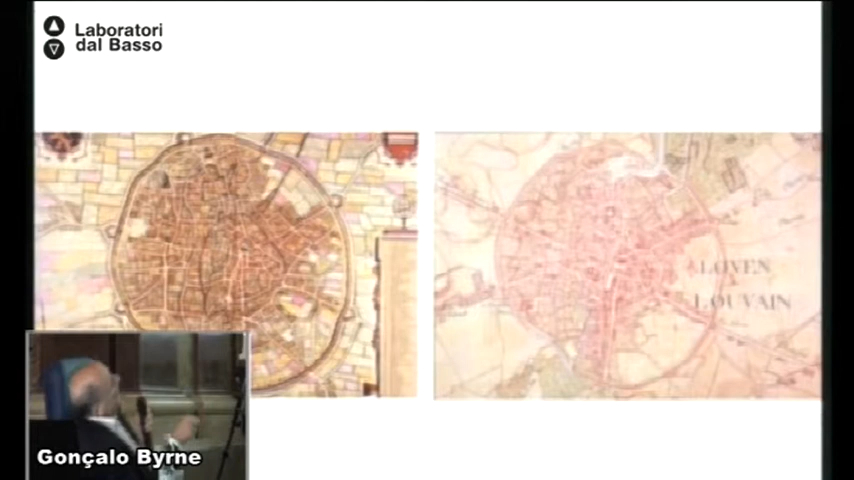 Laboratori
dal Basso
LOVEN
LOUVAIN
Gonçalo Byrne